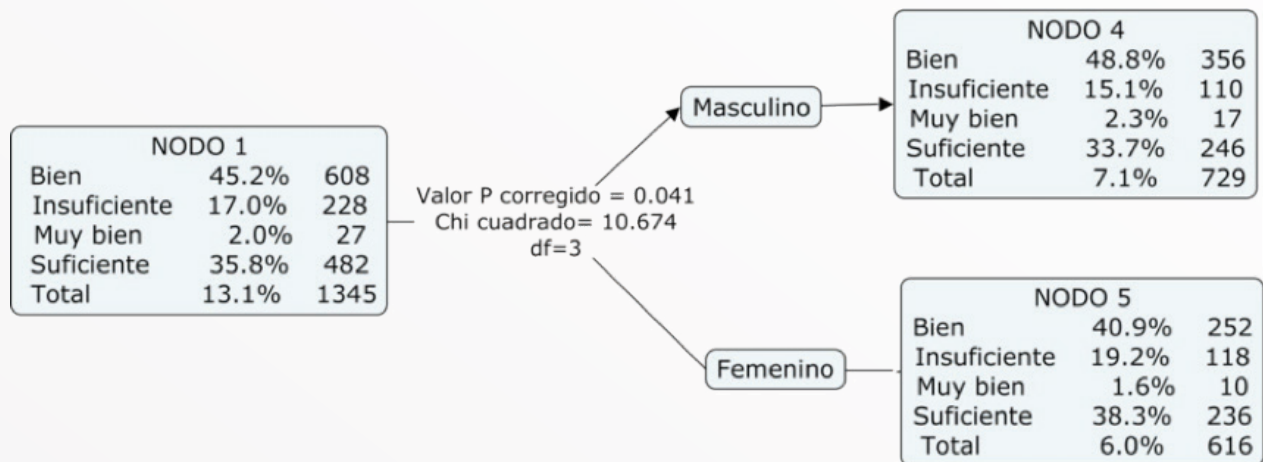 NODO 1
Bien 45.2% 608
Insuficiente 17.0% 228
Muy bien 2.0% 27
Suficiente 35.8% 482
Total 13.1% 1345
Valor P corregido = 0.041
Chi cuadrado= 10.674
df=3
Masculino
NODO 4
Bien 48.8% 356
Insuficiente 15.1% 110
Muy bien 2.3% 17
Suficiente 33.7% 246
Total 7.1% 729
Femenino
NODO 5
Bien 40.9% 252
Insuficiente 19.2% 118
Muy bien 1.6% 10
Suficiente 38.3% 236
Total 6.0% 616